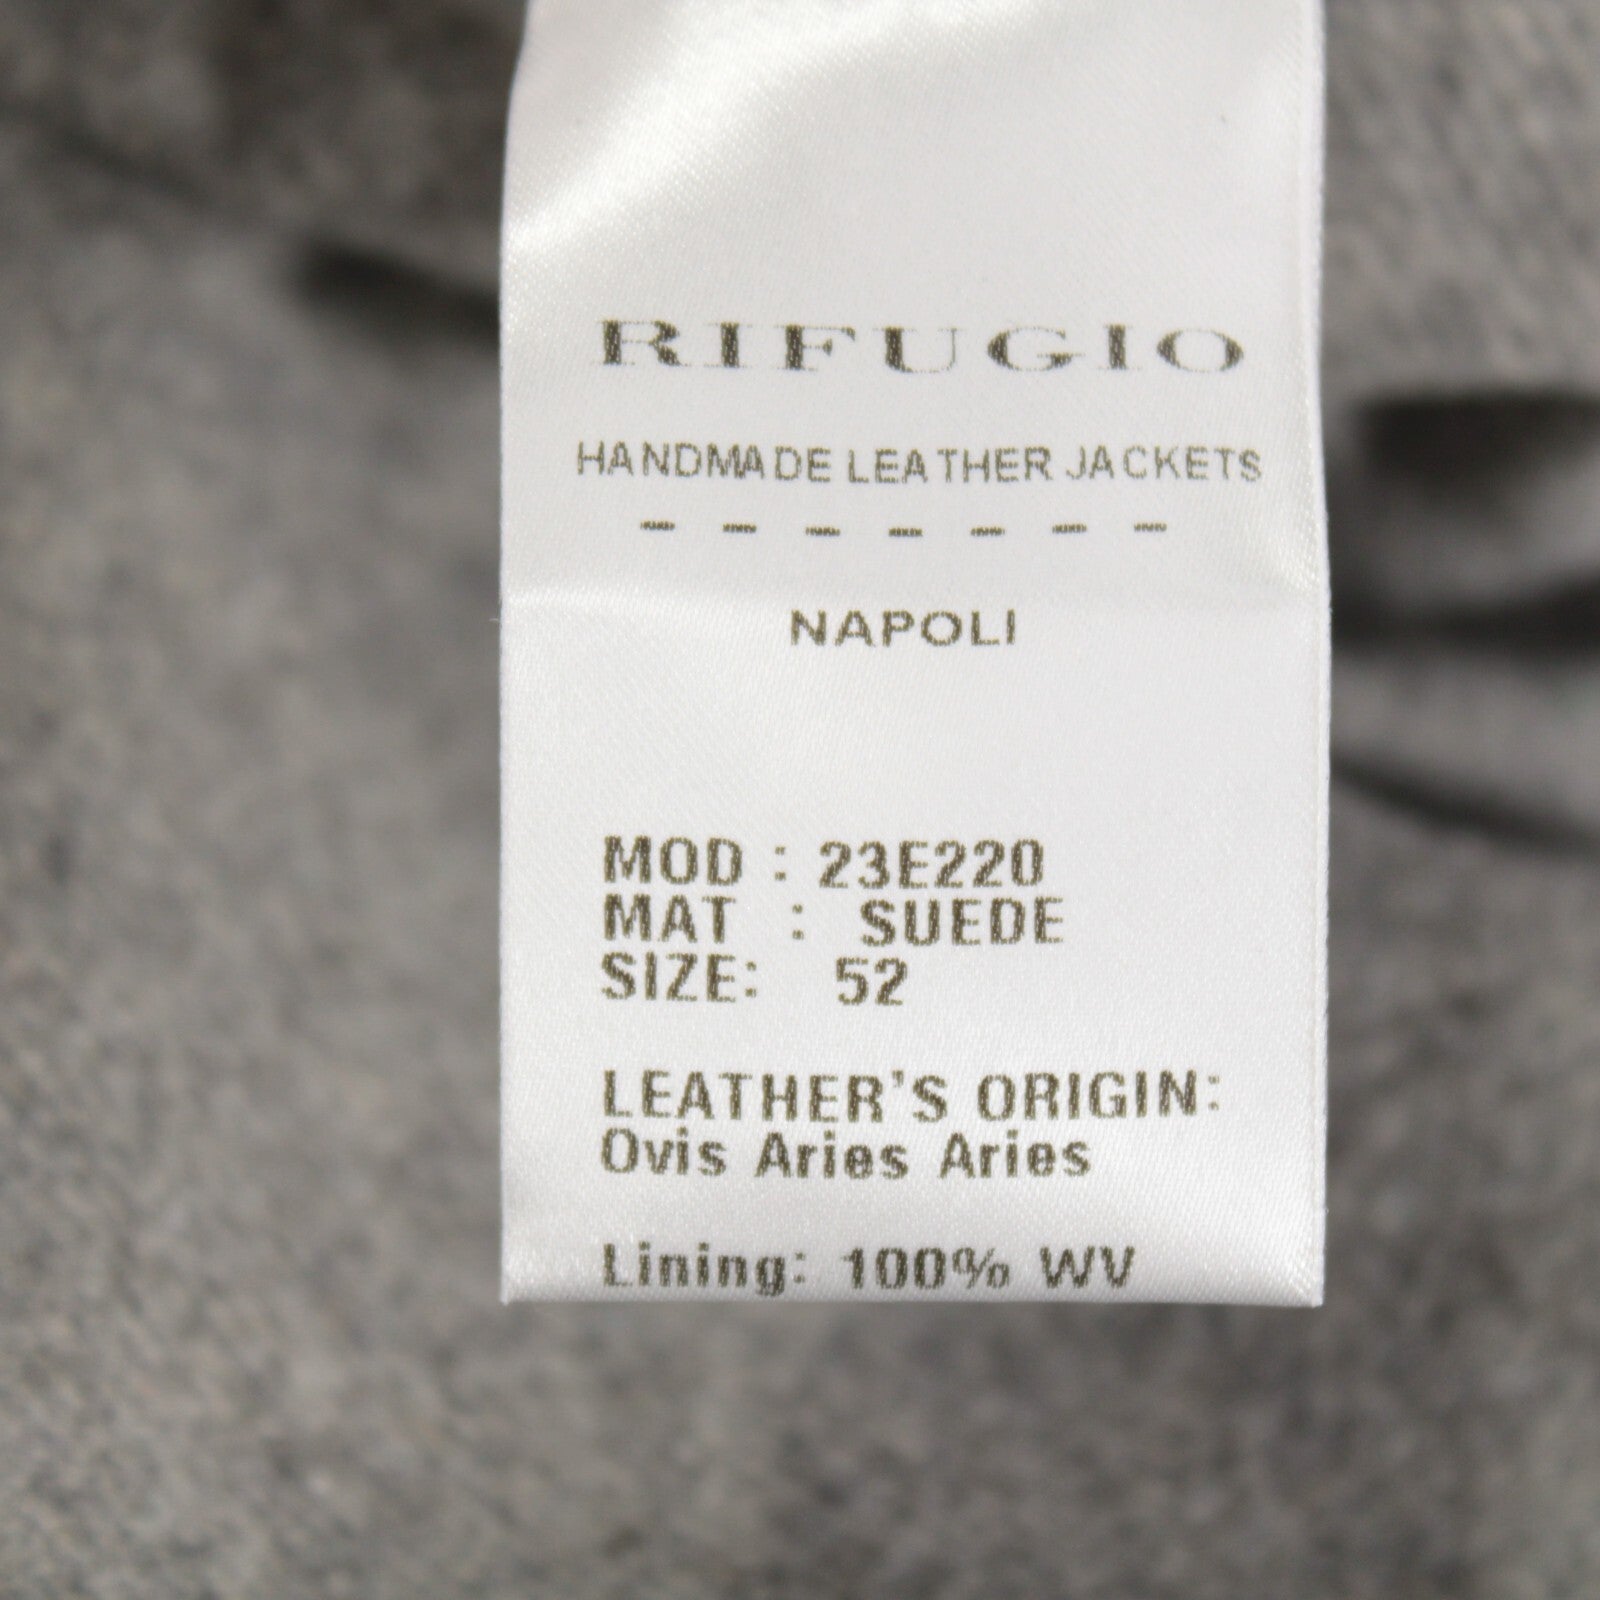 RIFUGIO
HANDMADE LEATHER JACKETS
- - - - - - -
NAPOLI
MOD : 23E220
MAT : SUEDE
SIZE: 52
LEATHER'S ORIGIN:
Ovis Aries Aries
Lining: 100% WV